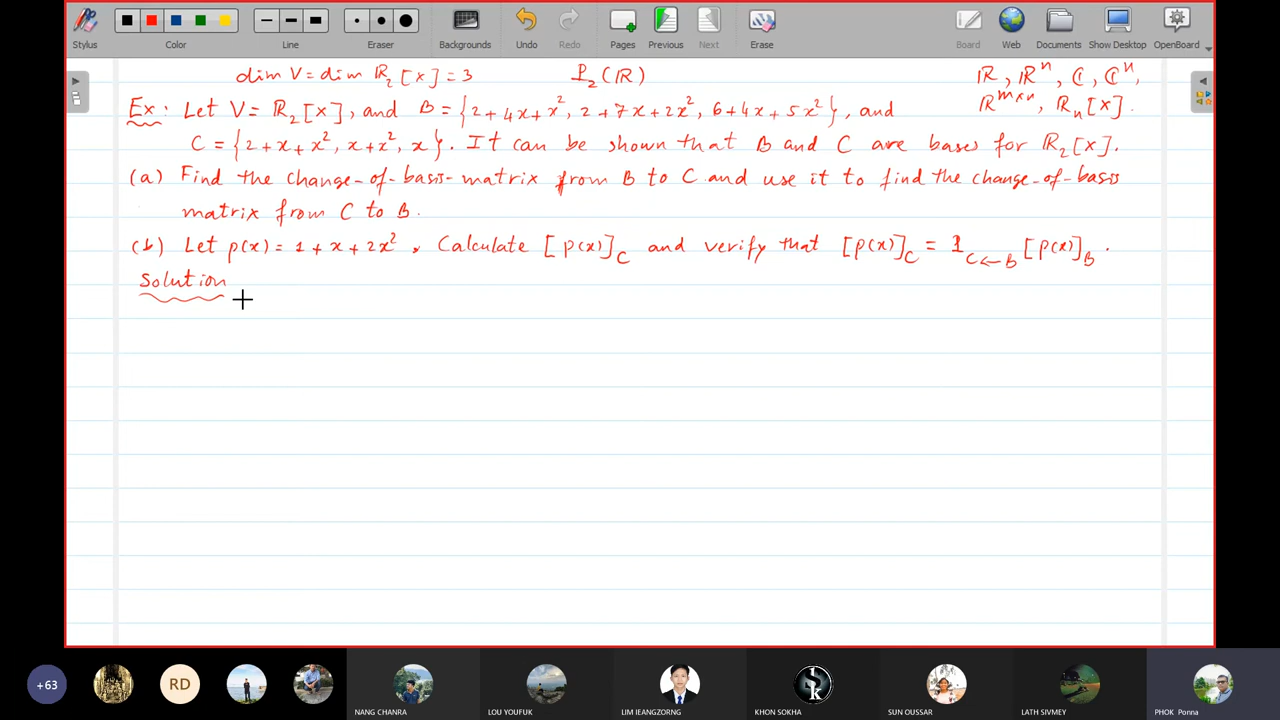 Stylus Color Line Eraser Backgrounds Undo Redo Pages Previous Next Erase Board Web Documents Show Desktop OpenBoard
dim V = dim ℝ₂[x] = 3 P₂(ℝ) ℝ, ℝⁿ, ℂ, ℂⁿ,
ℝᵐˣⁿ, ℝₙ[x].
Ex: Let V = ℝ₂[x], and B = {2+4x+x², 2+7x+2x², 6+4x+5x²}, and
C = {2+x+x², x+x², x}. It can be shown that B and C are bases for ℝ₂[x].
(a) Find the change-of-basis-matrix from B to C and use it to find the change-of-basis
matrix from C to B.
(b) Let p(x) = 1+x+2x². Calculate [p(x)]_C and verify that [p(x)]_C = I_{C←B} [p(x)]_B.
Solution
+63 RD NANG CHANRA LOU YOUFUK LIM IEANGZORNG KHON SOKHA SUN OUSSAR LATH SIVMEY PHOK Ponna